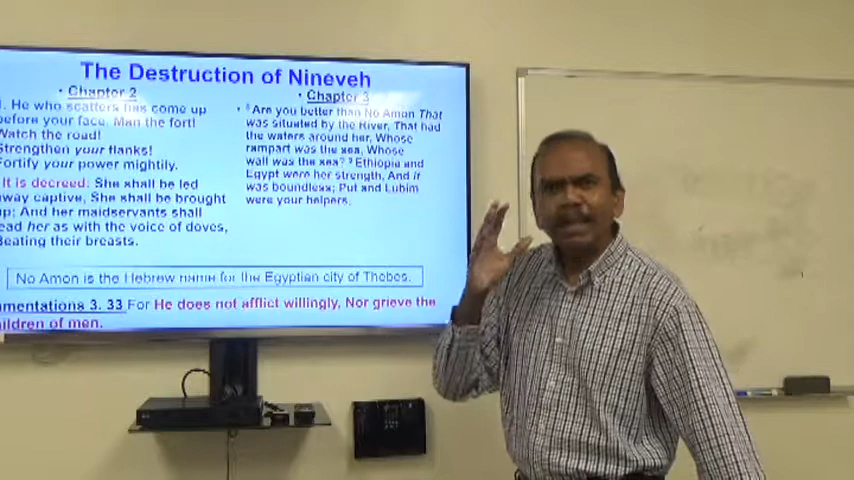 The Destruction of Nineveh
• Chapter 2
1. He who scatters has come up
before your face. Man the fort!
Watch the road!
Strengthen your flanks!
Fortify your power mightily.
It is decreed: She shall be led
away captive, She shall be brought
up; And her maidservants shall
lead her as with the voice of doves,
Beating their breasts.
• Chapter 3
• 8 Are you better than No Amon That
was situated by the River, That had
the waters around her, Whose
rampart was the sea, Whose
wall was the sea? 9 Ethiopia and
Egypt were her strength, And it
was boundless; Put and Lubim
were your helpers.
No Amon is the Hebrew name for the Egyptian city of Thebes.
Lamentations 3. 33 For He does not afflict willingly, Nor grieve the
children of men.